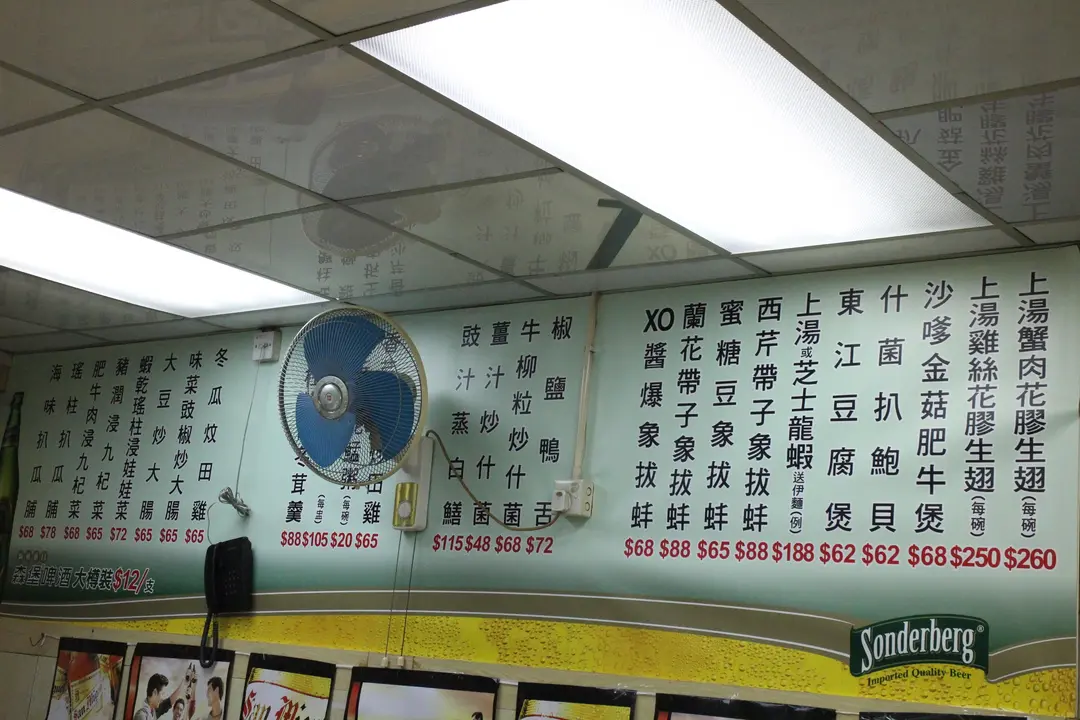 上湯蟹肉花膠生翅(每碗) $260
上湯雞絲花膠生翅(每碗) $250
沙嗲金菇肥牛煲 $68
什菌扒鮑貝 $62
東江豆腐煲 $62
上湯或芝士龍蝦送伊麵(例) $188
西芹帶子象拔蚌 $88
蜜糖豆象拔蚌 $65
蘭花帶子象拔蚌 $88
XO醬爆象拔蚌 $68
椒鹽鴨舌 $72
牛柳粒炒什菌 $68
薑汁炒什菌 $48
豉汁蒸白鱔 $115
田雞 $65
(每碗) $20
$105
羹 $88
冬瓜炆田雞 $65
味菜豉椒炒大腸 $65
大豆炒大腸 $65
蝦乾瑤柱浸娃娃菜 $72
豬潤浸九杞菜 $65
肥牛肉浸九杞菜 $68
瑤柱扒瓜脯 $78
海味扒瓜脯 $68
森堡啤酒大樽裝$12/支
Sonderberg®
Imported Quality Beer
San Mig